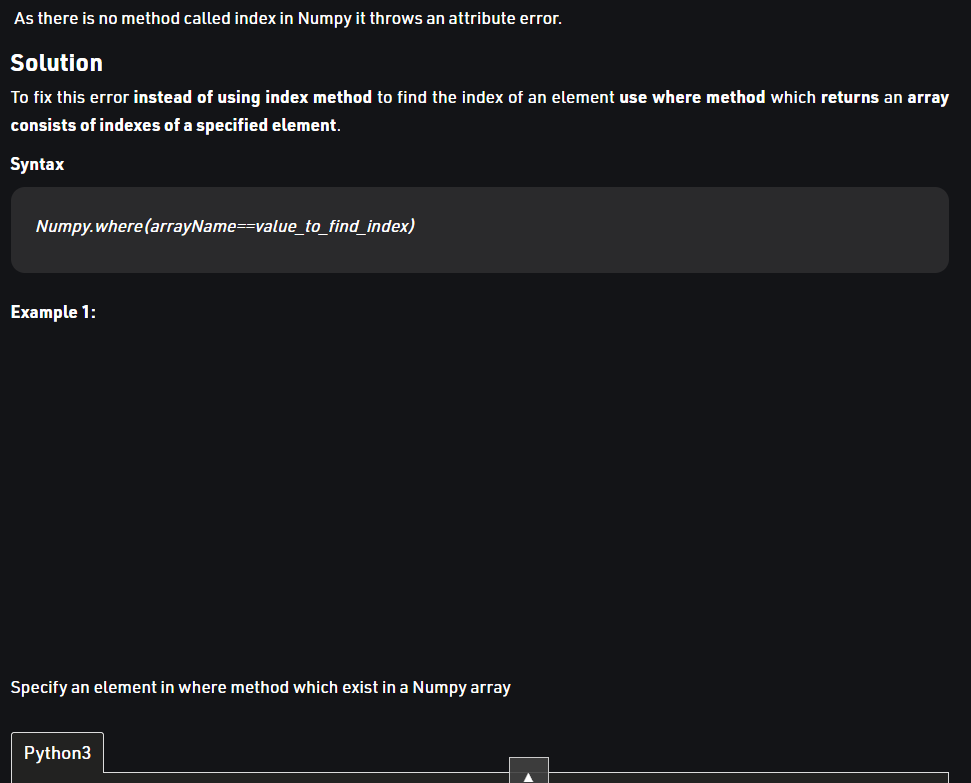 As there is no method called index in Numpy it throws an attribute error.
Solution
To fix this error instead of using index method to find the index of an element use where method which returns an array
consists of indexes of a specified element.
Syntax
Numpy.where(arrayName==value_to_find_index)
Example 1:
Specify an element in where method which exist in a Numpy array
Python3